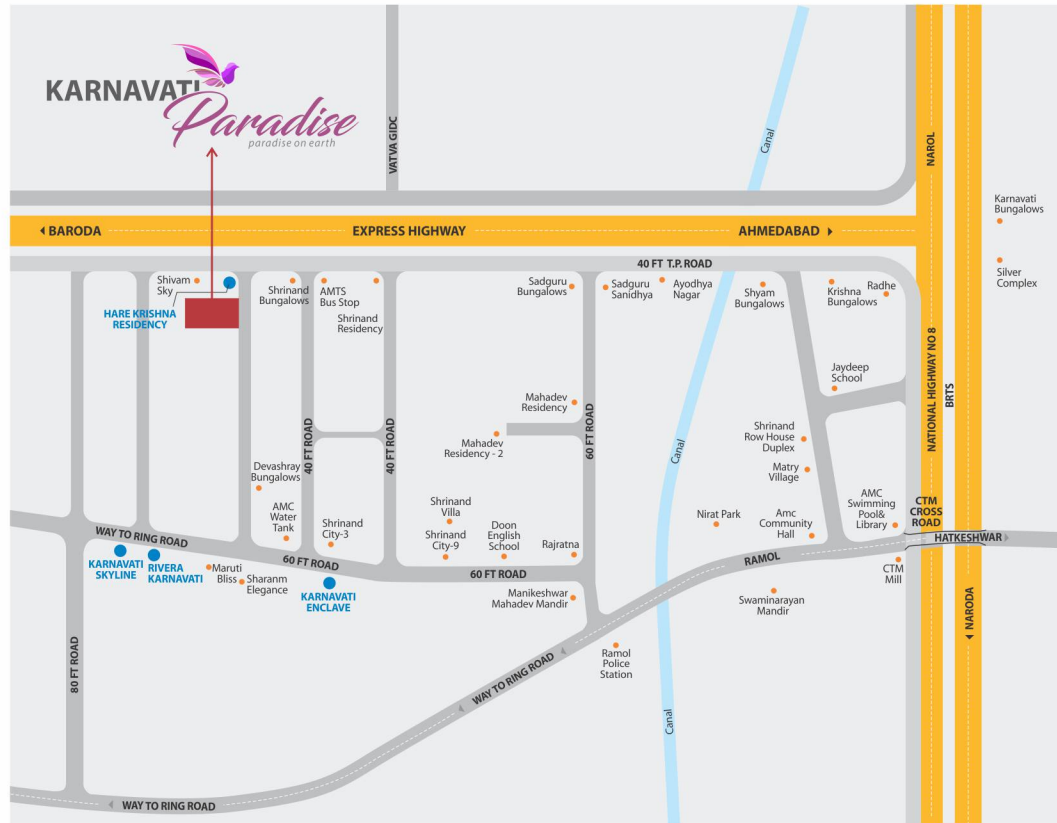 KARNAVATI
Paradise
paradise on earth
VATVA GIDC
Canal
NAROL
Karnavati
Bungalows
BARODA
EXPRESS HIGHWAY
AHMEDABAD
40 FT T.P. ROAD
Silver
Complex
Shivam
Sky
HARE KRISHNA
RESIDENCY
Shrinand
Bungalows
AMTS
Bus Stop
Shrinand
Residency
Sadguru
Bungalows
Sadguru
Sanidhya
Ayodhya
Nagar
Shyam
Bungalows
Krishna
Bungalows
Radhe
NATIONAL HIGHWAY NO 8
BRTS
Jaydeep
School
Mahadev
Residency
Mahadev
Residency - 2
40 FT ROAD
40 FT ROAD
60 FT ROAD
Canal
Shrinand
Row House
Duplex
Matry
Village
Devashray
Bungalows
AMC
Water
Tank
Shrinand
City-3
Shrinand
Villa
Shrinand
City-9
Doon
English
School
Rajratna
Nirat Park
Amc
Community
Hall
AMC
Swimming
Pool&
Library
CTM
CROSS
ROAD
HATKESHWAR
WAY TO RING ROAD
60 FT ROAD
60 FT ROAD
RAMOL
KARNAVATI
SKYLINE
RIVERA
KARNAVATI
Maruti
Bliss
Sharanm
Elegance
KARNAVATI
ENCLAVE
Manikeshwar
Mahadev Mandir
Swaminarayan
Mandir
CTM
Mill
NARODA
Ramol
Police
Station
80 FT ROAD
WAY TO RING ROAD
Canal
WAY TO RING ROAD